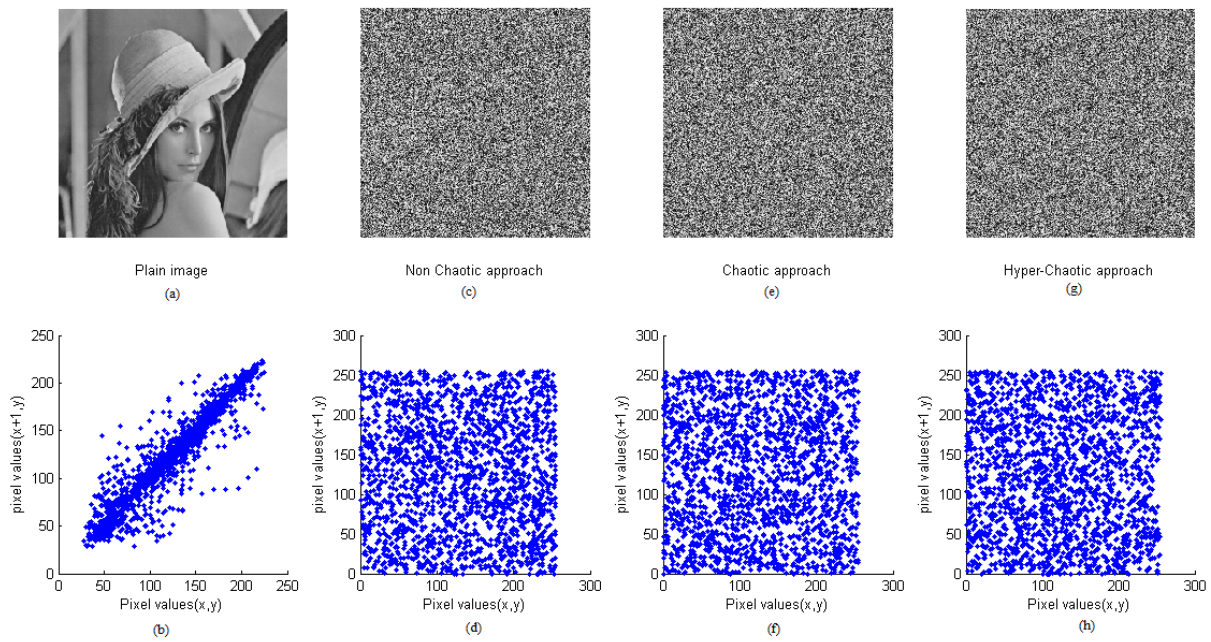 Plain image
Non Chaotic approach
Chaotic approach
Hyper-Chaotic approach
(a)
(c)
(e)
(g)
250
200
150
100
50
0
pixel values(x+1,y)
0 50 100 150 200 250
Pixel values(x,y)
(b)
300
250
200
150
100
50
0
pixel values(x+1,y)
0 100 200 300
Pixel values(x,y)
(d)
300
250
200
150
100
50
0
pixel values(x+1,y)
0 100 200 300
Pixel values(x,y)
(f)
300
250
200
150
100
50
0
pixel values(x+1,y)
0 100 200 300
Pixel values(x,y)
(h)